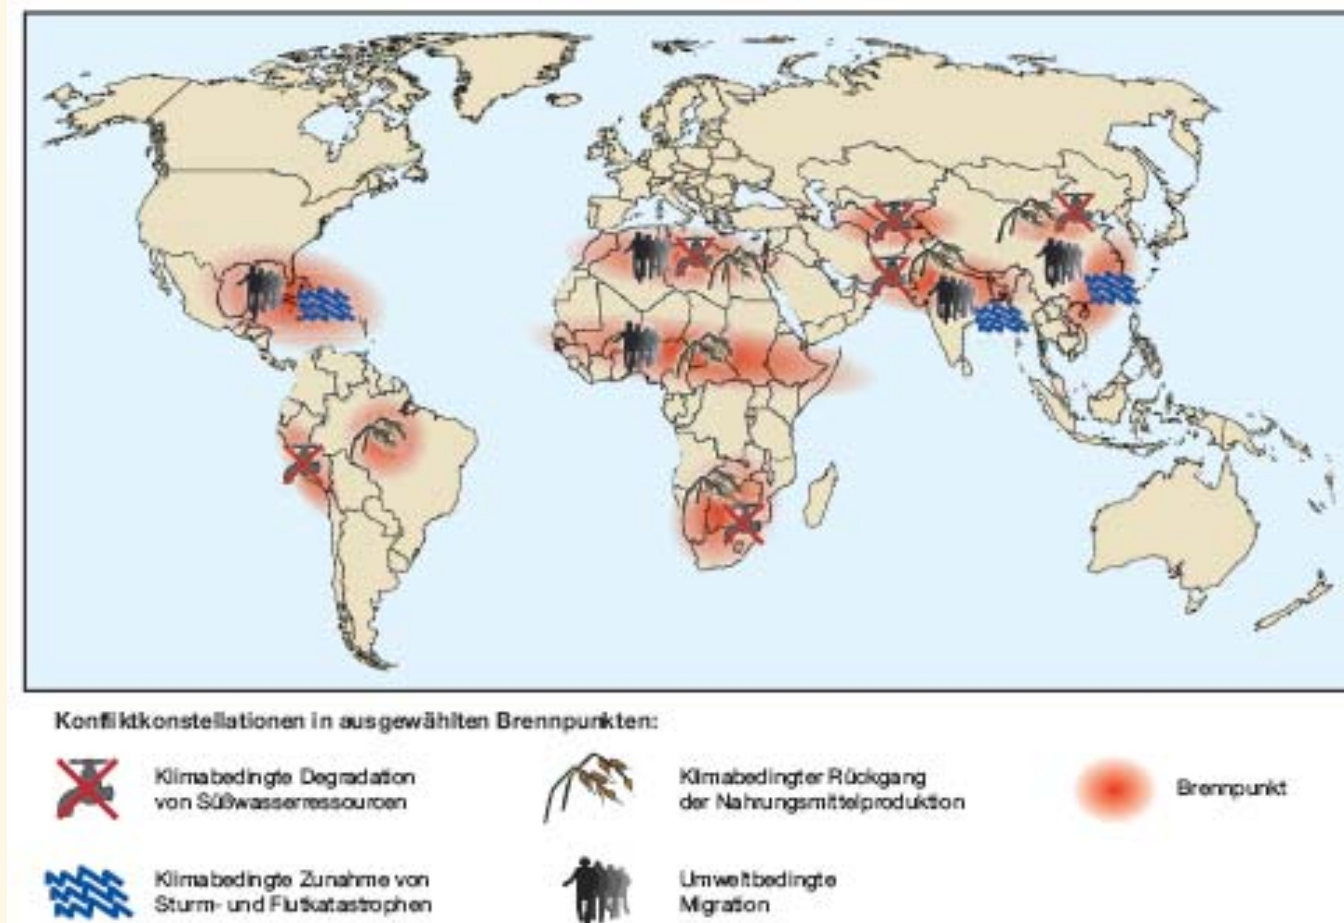 Konfliktkonstellationen in ausgewählten Brennpunkten:
Klimabedingte Degradation
von Süßwasserressourcen
Klimabedingter Rückgang
der Nahrungsmittelproduktion
Brennpunkt
Klimabedingte Zunahme von
Sturm- und Flutkatastrophen
Umweltbedingte
Migration